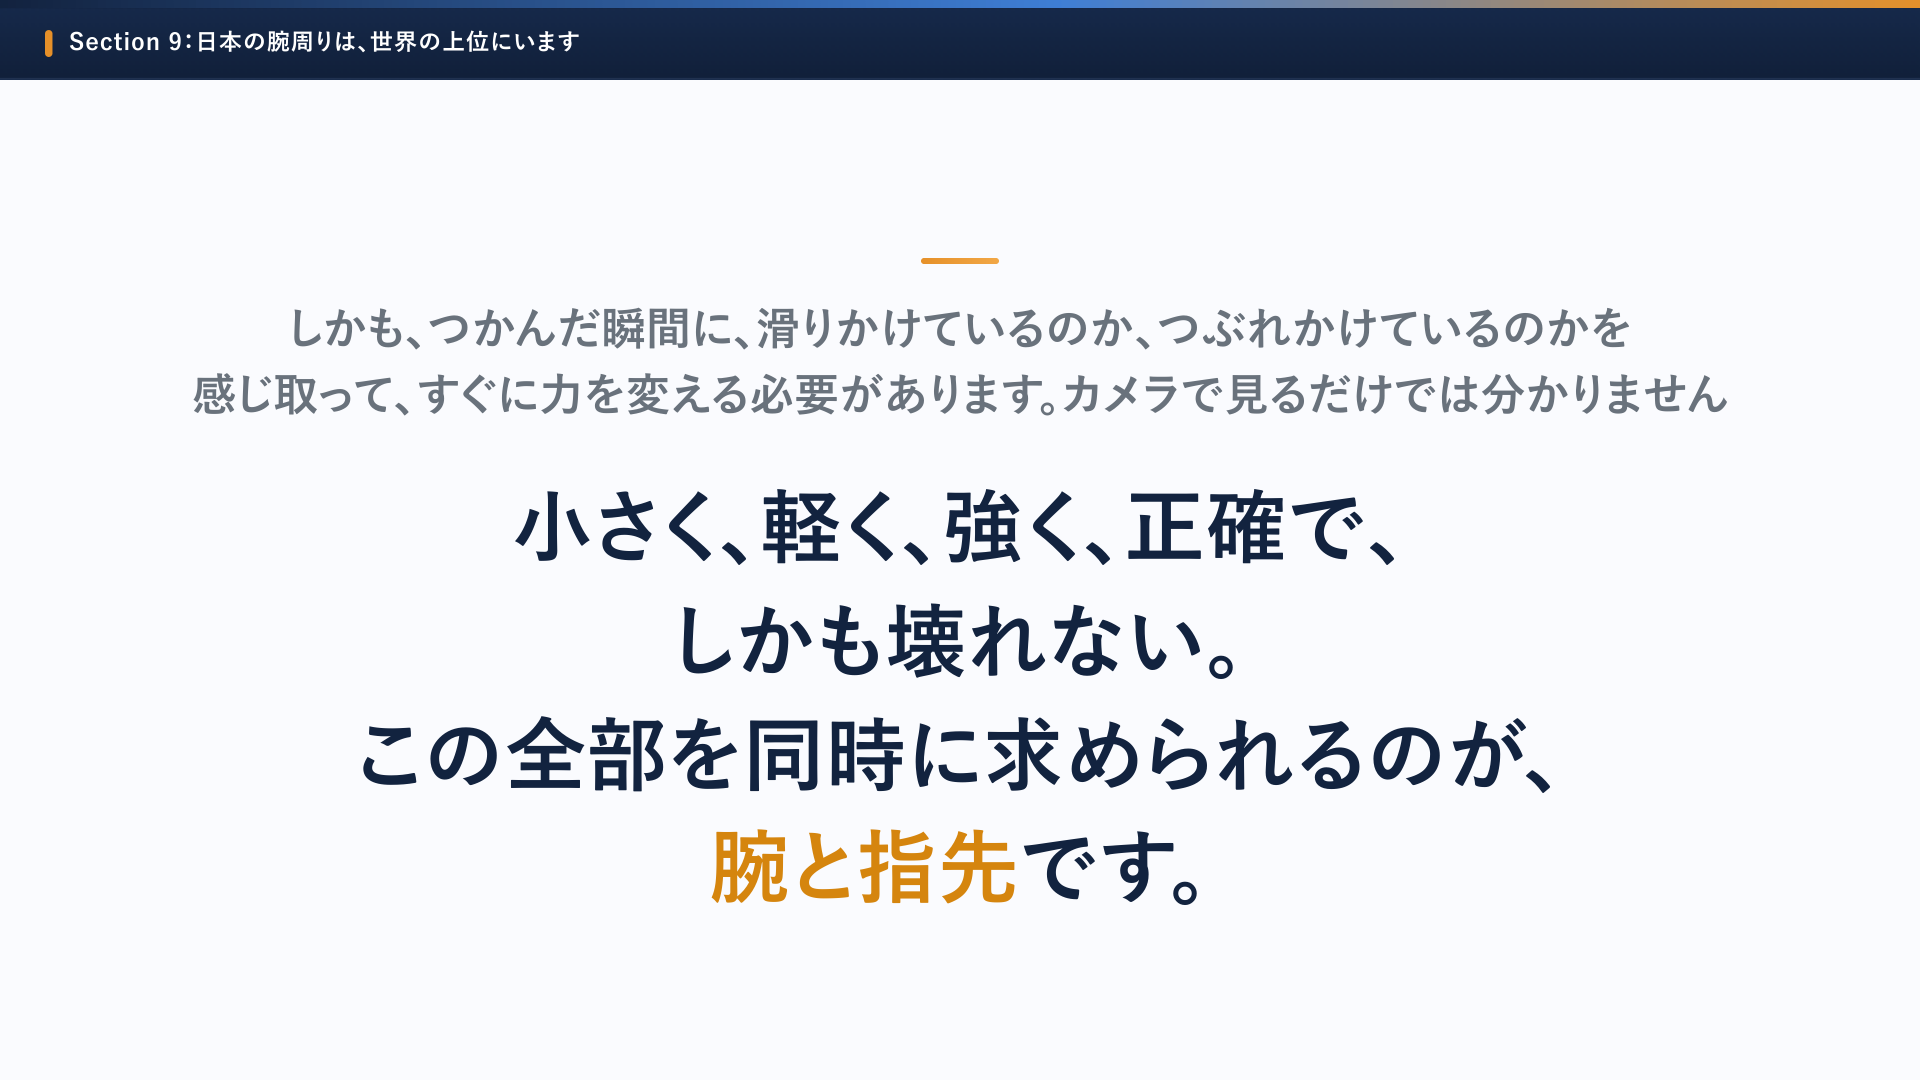 Section 9：日本の腕周りは、世界の上位にいます
しかも、つかんだ瞬間に、滑りかけているのか、つぶれかけているのかを
感じ取って、すぐに力を変える必要があります。カメラで見るだけでは分かりません
小さく、軽く、強く、正確で、
しかも壊れない。
この全部を同時に求められるのが、
腕と指先です。